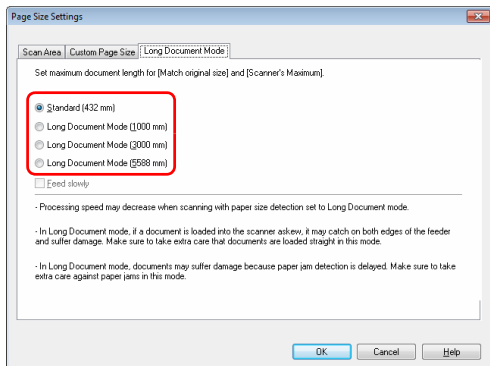 Page Size Settings
Scan Area
Custom Page Size
Long Document Mode
Set maximum document length for [Match original size] and [Scanner's Maximum].
Standard (432 mm)
Long Document Mode (1000 mm)
Long Document Mode (3000 mm)
Long Document Mode (5588 mm)
Feed slowly
- Processing speed may decrease when scanning with paper size detection set to Long Document mode.
- In Long Document mode, if a document is loaded into the scanner askew, it may catch on both edges of the feeder
and suffer damage. Make sure to take extra care that documents are loaded straight in this mode.
- In Long Document mode, documents may suffer damage because paper jam detection is delayed. Make sure to take
extra care against paper jams in this mode.
OK
Cancel
Help